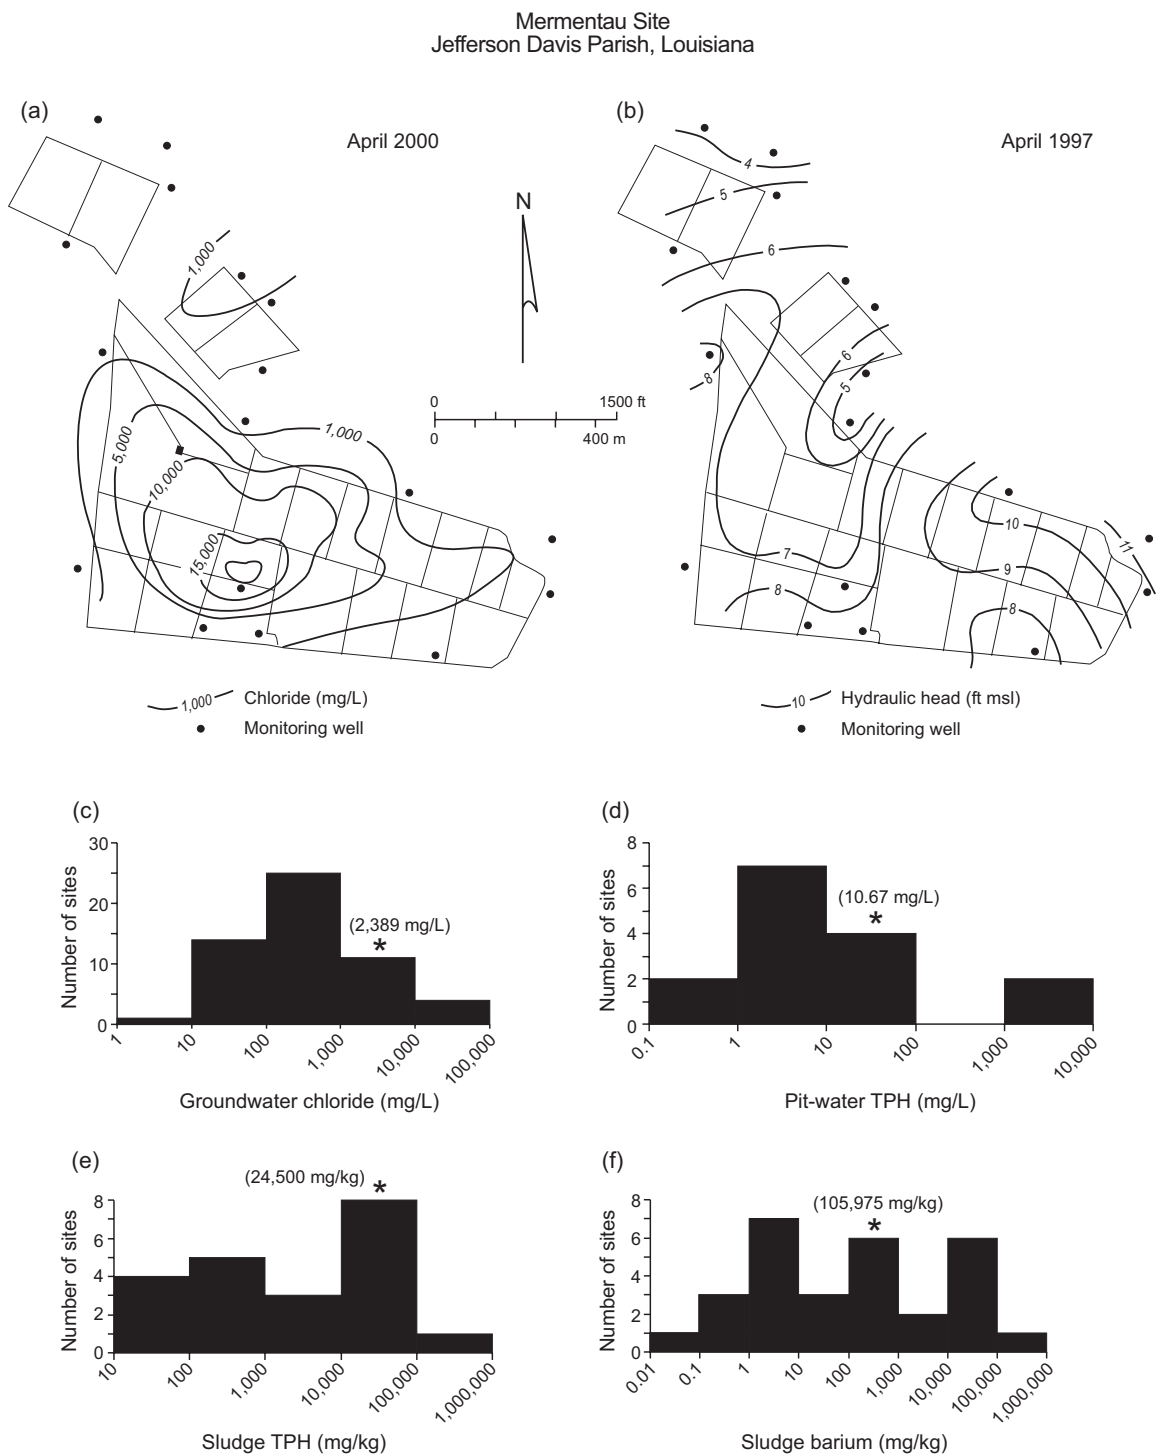 Mermentau Site
Jefferson Davis Parish, Louisiana
(a)
April 2000
1,000
5,000
10,000
15,000
1,000
N
0 1500 ft
0 400 m
1,000 Chloride (mg/L)
Monitoring well
(b)
April 1997
4
5
6
8
6
5
7
8
10
9
8
11
10 Hydraulic head (ft msl)
Monitoring well
(c)
Number of sites
30
20
10
0
(2,389 mg/L)
*
1 10 100 1,000 10,000 100,000
Groundwater chloride (mg/L)
(d)
Number of sites
8
6
4
2
0
(10.67 mg/L)
*
0.1 1 10 100 1,000 10,000
Pit-water TPH (mg/L)
(e)
Number of sites
8
6
4
2
0
(24,500 mg/kg)
*
10 100 1,000 10,000 100,000 1,000,000
Sludge TPH (mg/kg)
(f)
Number of sites
8
6
4
2
0
(105,975 mg/kg)
*
0.01 0.1 1 10 100 1,000 10,000 100,000 1,000,000
Sludge barium (mg/kg)